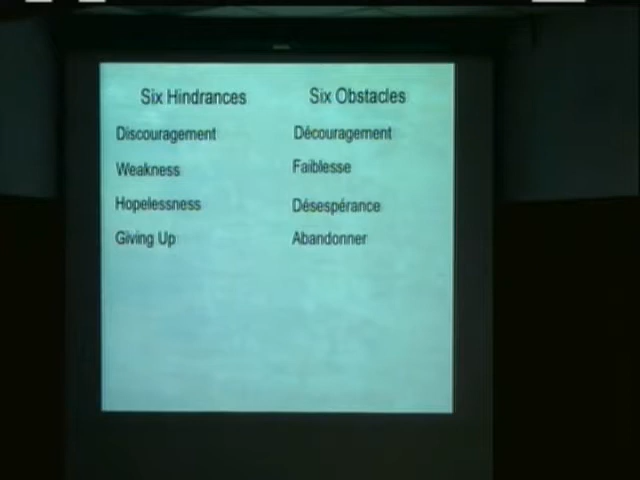 Six Hindrances Six Obstacles
Discouragement Découragement
Weakness Faiblesse
Hopelessness Désespérance
Giving Up Abandonner